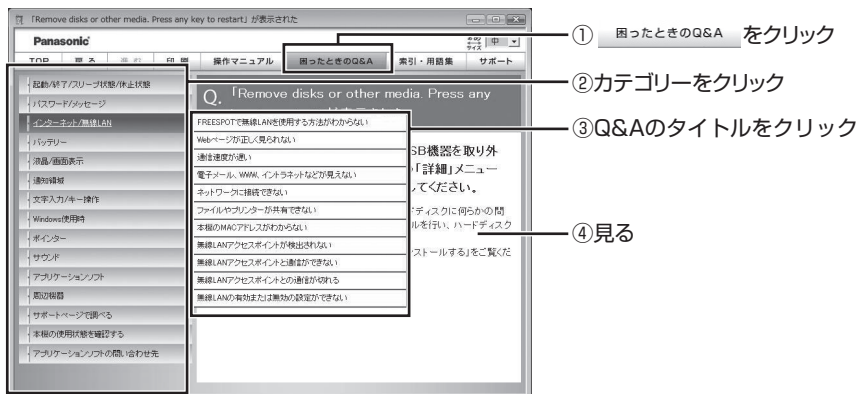 「Remove disks or other media. Press any key to restart」が表示された
Panasonic
中
操作マニュアル 困ったときのQ&A 索引・用語集 サポート
起動/終了/スリープ状態/休止状態
パスワード/メッセージ
インターネット/無線LAN
バッテリー
液晶/画面表示
通知領域
文字入力/キー操作
Windows使用時
ポインター
サウンド
アプリケーションソフト
周辺機器
サポートページで調べる
本機の使用状態を確認する
アプリケーションソフトの問い合わせ先
Q.「Remove disks or other media. Press any
FREESPOTで無線LANを使用する方法がわからない
Webページが正しく見られない
通信速度が遅い
電子メール、WWW、イントラネットなどが見えない
ネットワークに接続できない
ファイルやプリンターが共有できない
本機のMACアドレスがわからない
無線LANアクセスポイントが検出されない
無線LANアクセスポイントと通信ができない
無線LANアクセスポイントとの通信が切れる
無線LANの有効または無効の設定ができない
SB機器を取り外
「詳細」メニュー
してください。
ドディスクに何らかの問
ルを行い、ハードディスク
ストールする」をご覧くだ
① 困ったときのQ&A をクリック
②カテゴリーをクリック
③Q&Aのタイトルをクリック
④見る